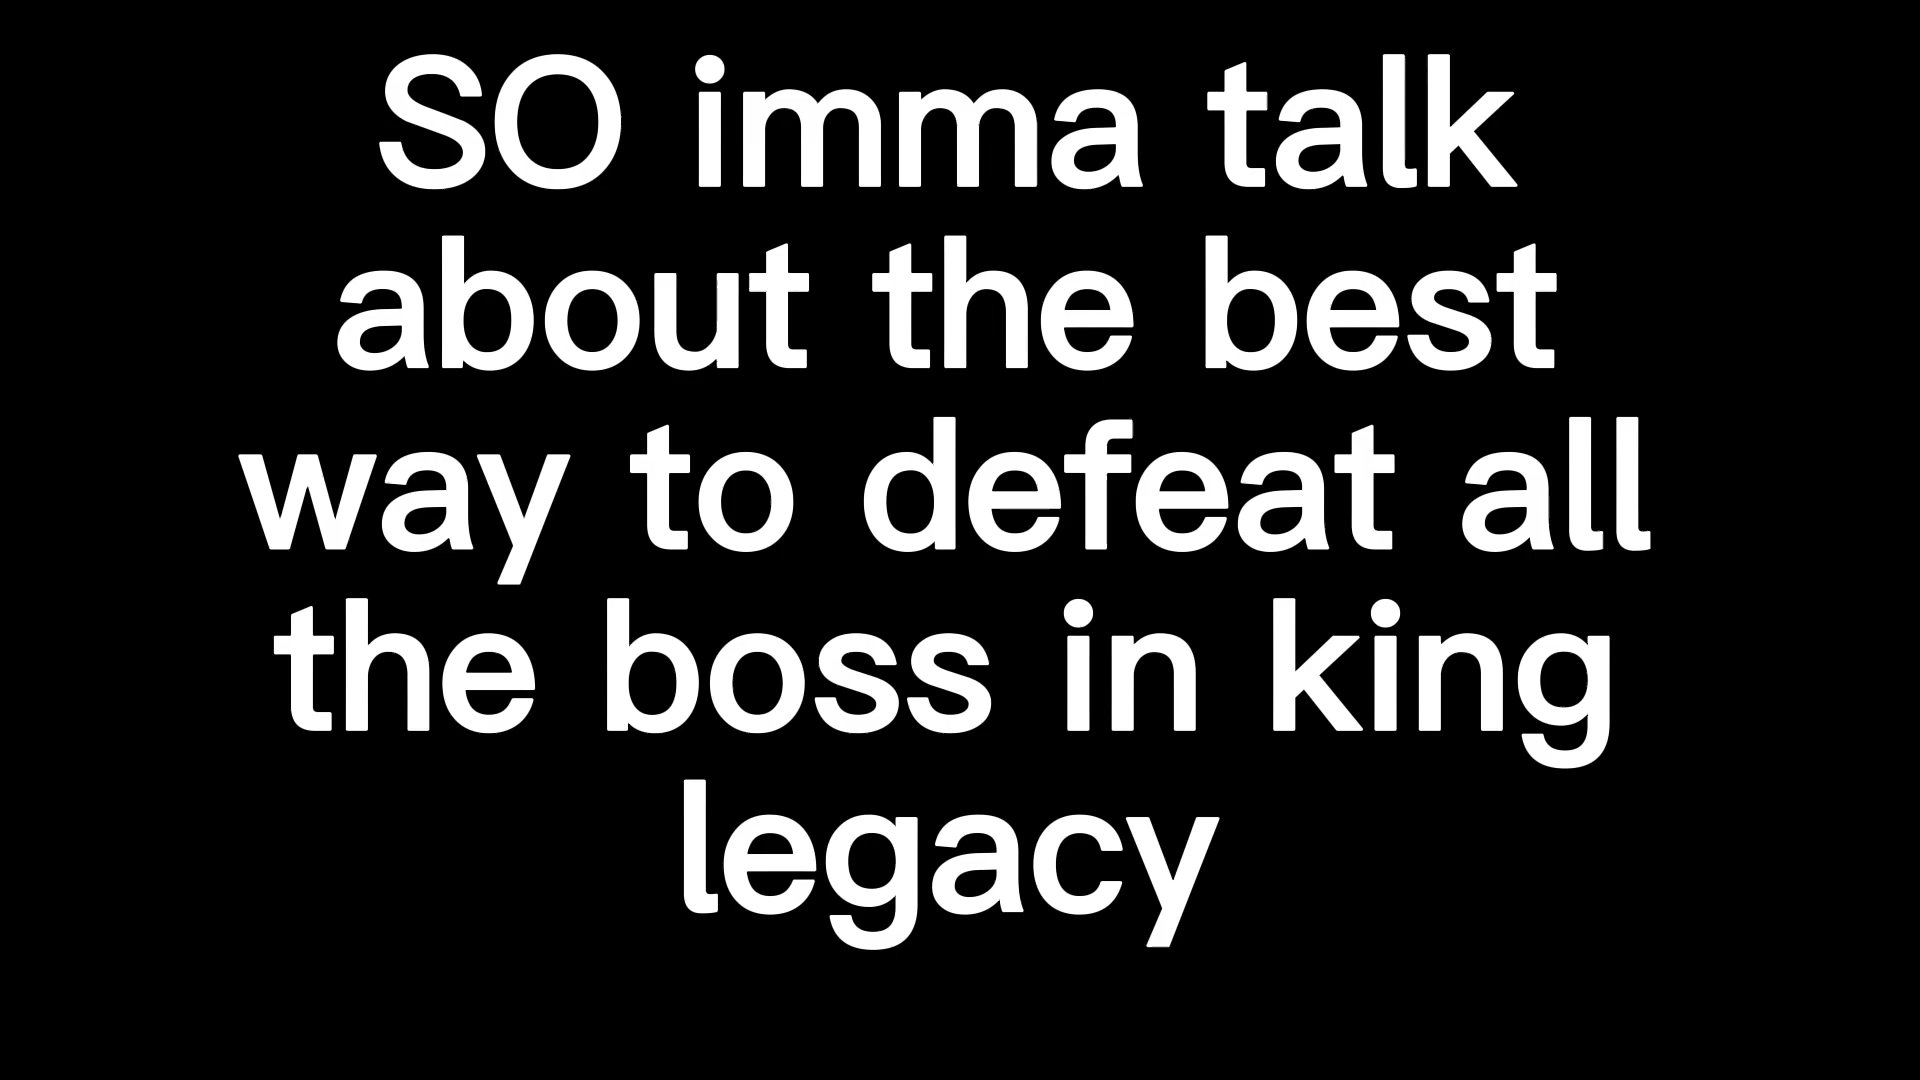 SO imma talk
about the best
way to defeat all
the boss in king
legacy